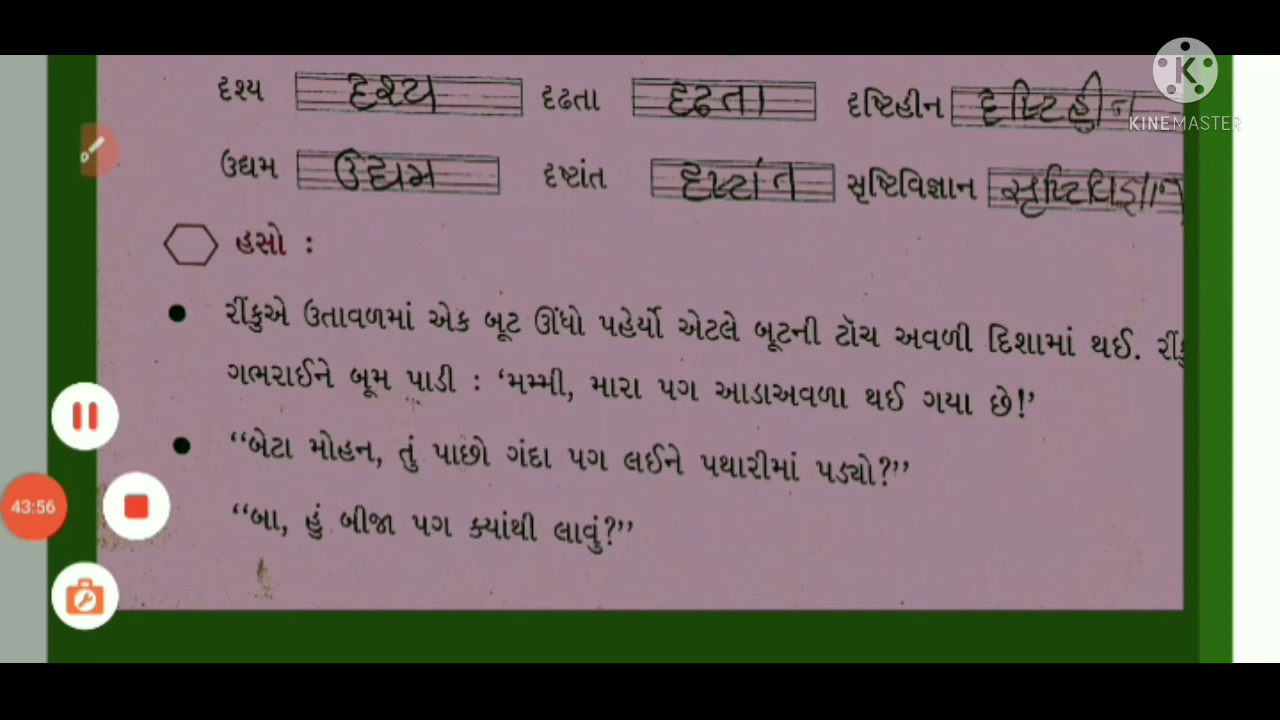 દૃશ્ય દૃશ્ય દૃઢતા દૃઢતા દૃષ્ટિહીન દૃષ્ટિહીન
KINEMASTER
ઉદ્યમ ઉદ્યમ દૃષ્ટાંત દૃષ્ટાંત સૃષ્ટિવિજ્ઞાન સૃષ્ટિવિજ્ઞાન
હસો :
● રીંકુએ ઉતાવળમાં એક બૂટ ઊંધો પહેર્યો એટલે બૂટની ટૉચ અવળી દિશામાં થઈ.
ગભરાઈને બૂમ પાડી : ‘મમ્મી, મારા પગ આડાઅવળા થઈ ગયા છે!’
● “બેટા મોહન, તું પાછો ગંદા પગ લઈને પથારીમાં પડ્યો?”
“બા, હું બીજા પગ ક્યાંથી લાવું?”
43:56